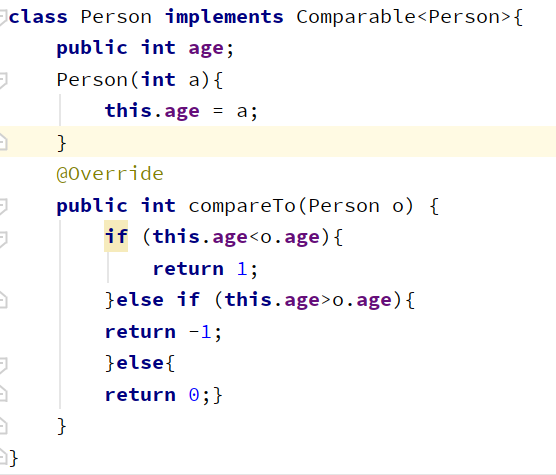 class Person implements Comparable<Person>{
    public int age;
    Person(int a){
        this.age = a;
    }
    @Override
    public int compareTo(Person o) {
        if (this.age<o.age){
            return 1;
        }else if (this.age>o.age){
        return -1;
        }else{
        return 0;}
    }
}